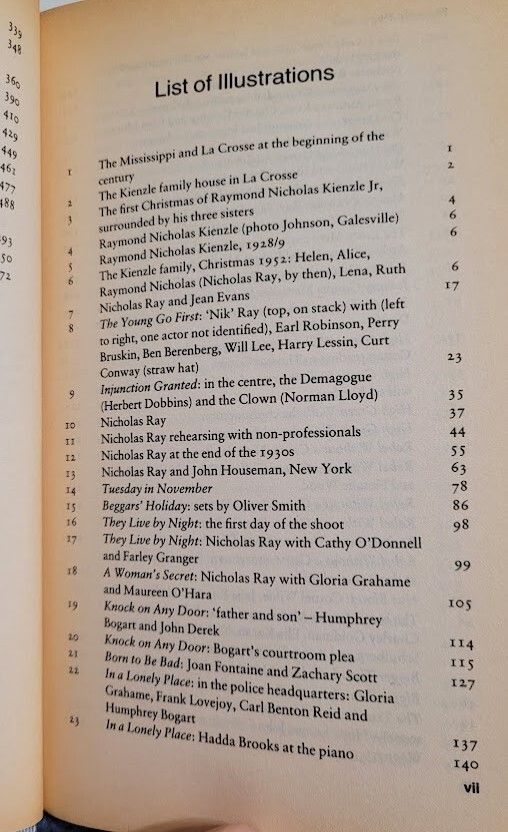 339
348
360
390
410
429
449
461
477
488
93
50
72
List of Illustrations
1 The Mississippi and La Crosse at the beginning of the
century 1
2 The Kienzle family house in La Crosse 2
3 The first Christmas of Raymond Nicholas Kienzle Jr,
surrounded by his three sisters 4
4 Raymond Nicholas Kienzle (photo Johnson, Galesville) 6
5 Raymond Nicholas Kienzle, 1928/9 6
6 The Kienzle family, Christmas 1952: Helen, Alice,
Raymond Nicholas (Nicholas Ray, by then), Lena, Ruth 6
7 Nicholas Ray and Jean Evans 17
8 The Young Go First: ‘Nik’ Ray (top, on stack) with (left
to right, one actor not identified), Earl Robinson, Perry
Bruskin, Ben Berenberg, Will Lee, Harry Lessin, Curt
Conway (straw hat) 23
9 Injunction Granted: in the centre, the Demagogue
(Herbert Dobbins) and the Clown (Norman Lloyd) 35
10 Nicholas Ray 37
11 Nicholas Ray rehearsing with non-professionals 44
12 Nicholas Ray at the end of the 1930s 55
13 Nicholas Ray and John Houseman, New York 63
14 Tuesday in November 78
15 Beggars’ Holiday: sets by Oliver Smith 86
16 They Live by Night: the first day of the shoot 98
17 They Live by Night: Nicholas Ray with Cathy O’Donnell
and Farley Granger 99
18 A Woman’s Secret: Nicholas Ray with Gloria Grahame
and Maureen O’Hara 105
19 Knock on Any Door: ‘father and son’ – Humphrey
Bogart and John Derek 114
20 Knock on Any Door: Bogart’s courtroom plea 115
21 Born to Be Bad: Joan Fontaine and Zachary Scott 127
22 In a Lonely Place: in the police headquarters: Gloria
Grahame, Frank Lovejoy, Carl Benton Reid and
Humphrey Bogart 137
23 In a Lonely Place: Hadda Brooks at the piano 140
vii